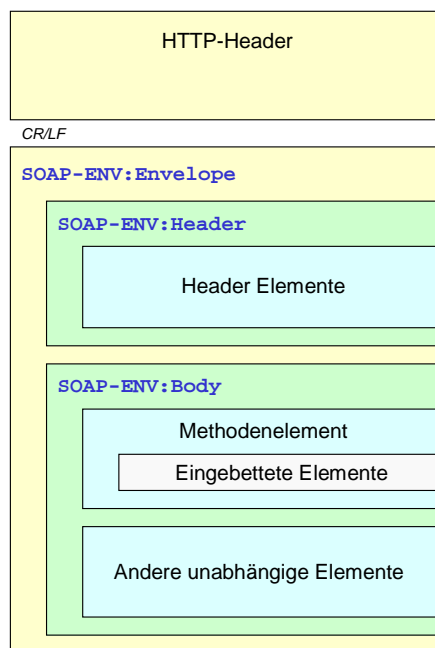 HTTP-Header
CR/LF
SOAP-ENV:Envelope
SOAP-ENV:Header
Header Elemente
SOAP-ENV:Body
Methodenelement
Eingebettete Elemente
Andere unabhängige Elemente